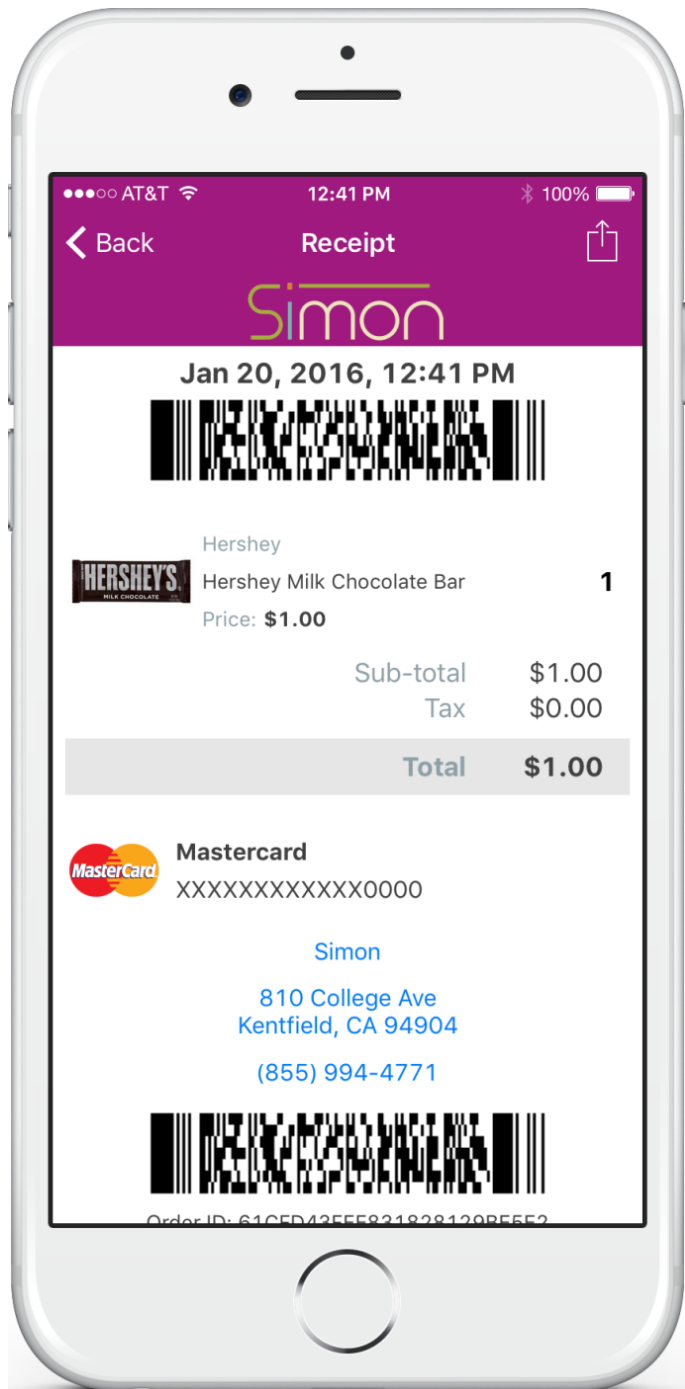 AT&T 12:41 PM 100%
Back Receipt
Simon
Jan 20, 2016, 12:41 PM
Hershey
HERSHEY'S
MILK CHOCOLATE
Hershey Milk Chocolate Bar 1
Price: $1.00
Sub-total $1.00
Tax $0.00
Total $1.00
MasterCard
Mastercard
XXXXXXXXXXXX0000
Simon
810 College Ave
Kentfield, CA 94904
(855) 994-4771
Order ID: